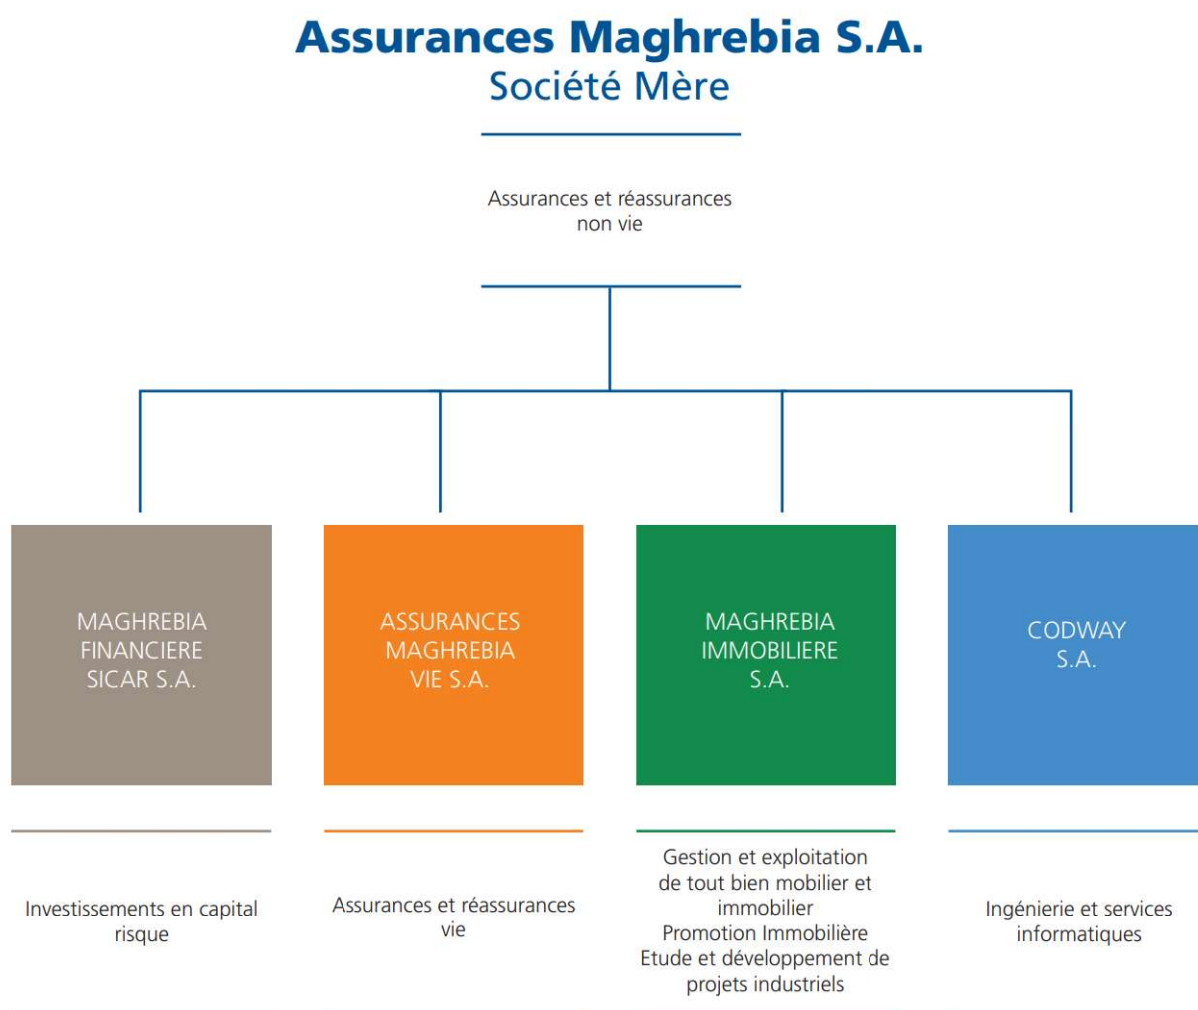 Assurances Maghrebia S.A.
Société Mère
Assurances et réassurances
non vie
MAGHREBIA
FINANCIERE
SICAR S.A.
ASSURANCES
MAGHREBIA
VIE S.A.
MAGHREBIA
IMMOBILIERE
S.A.
CODWAY
S.A.
Investissements en capital
risque
Assurances et réassurances
vie
Gestion et exploitation
de tout bien mobilier et
immobilier
Promotion Immobilière
Etude et développement de
projets industriels
Ingénierie et services
informatiques